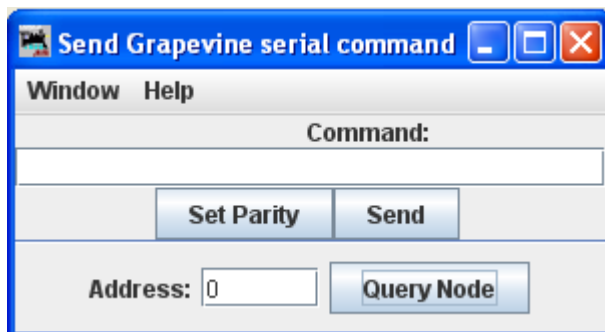 Send Grapevine serial command
Window Help
Command:
Set Parity Send
Address: 0 Query Node